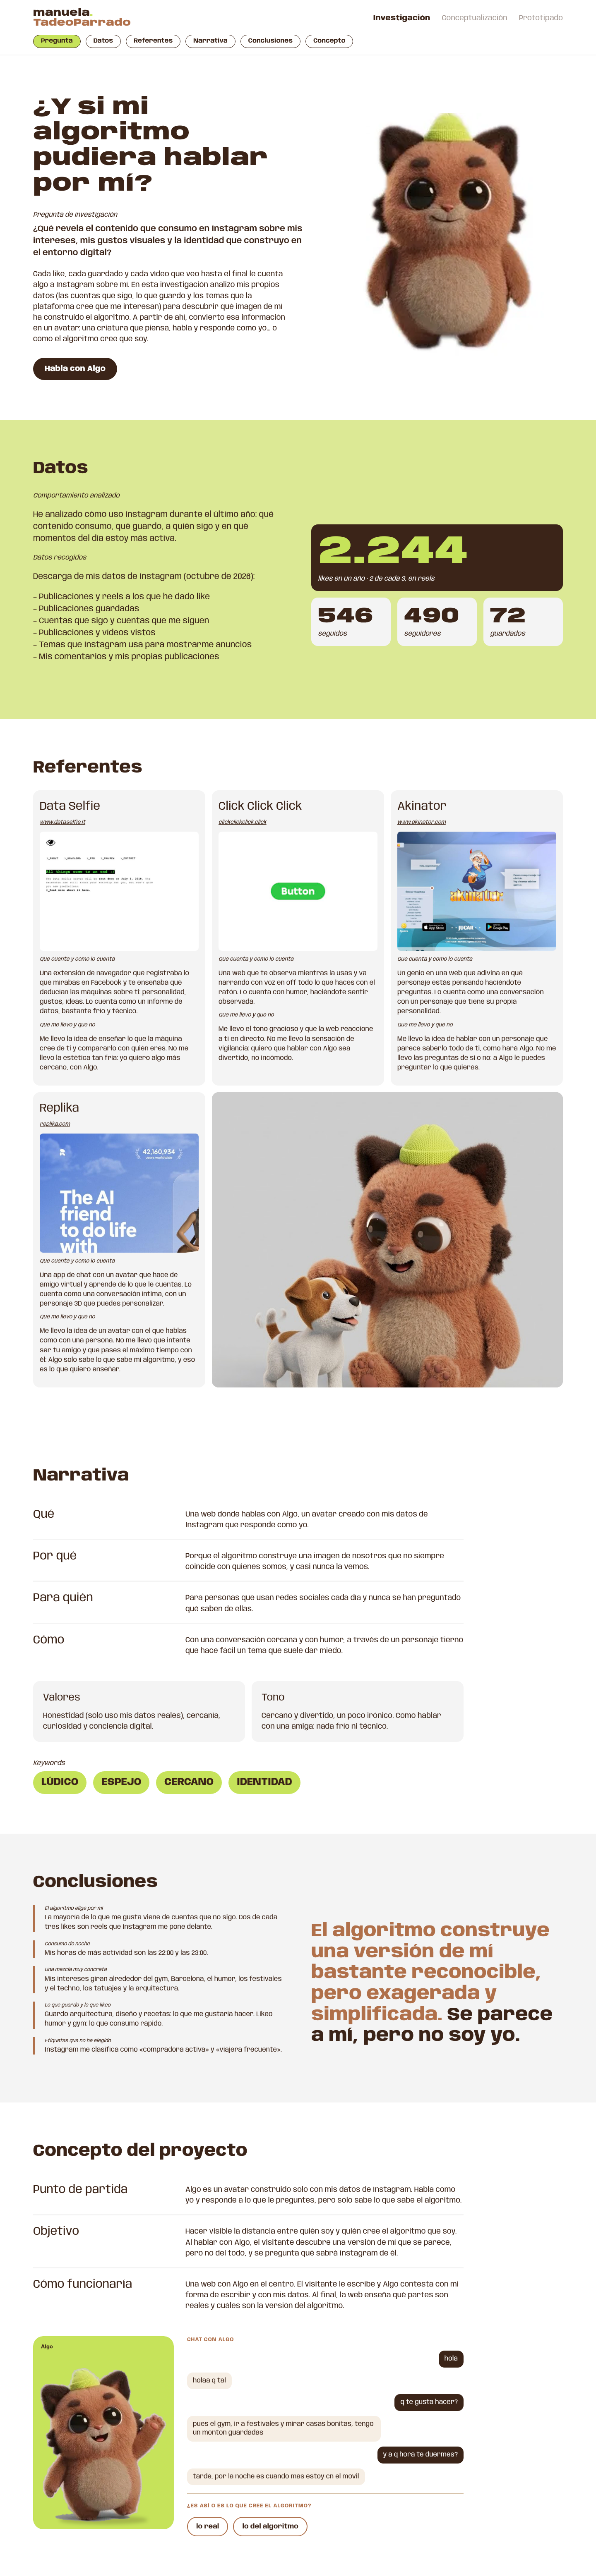 manuela
TadeoParrado
Investigación
Conceptualización
Prototipado
Pregunta
Datos
Referentes
Narrativa
Conclusiones
Concepto
¿Y si mi
algoritmo
pudiera hablar
por mí?
Pregunta de investigación
¿Qué revela el contenido que consumo en Instagram sobre mis
intereses, mis gustos visuales y la identidad que construyo en
el entorno digital?
Cada like, cada guardado y cada vídeo que veo hasta el final le cuenta
algo a Instagram sobre mí. En esta investigación analizo mis propios
datos (las cuentas que sigo, lo que guardo y los temas que la
plataforma cree que me interesan) para descubrir qué imagen de mí
ha construido el algoritmo. A partir de ahí, convierto esa información
en un avatar: una criatura que piensa, habla y responde como yo... o
como el algoritmo cree que soy.
Habla con Algo
Datos
Comportamiento analizado
He analizado cómo uso Instagram durante el último año: qué
contenido consumo, qué guardo, a quién sigo y en qué
momentos del día estoy más activa.
Datos recogidos
Descarga de mis datos de Instagram (octubre de 2026):
– Publicaciones y reels a los que he dado like
– Publicaciones guardadas
– Cuentas que sigo y cuentas que me siguen
– Publicaciones y vídeos vistos
– Temas que Instagram usa para mostrarme anuncios
– Mis comentarios y mis propias publicaciones
2.244
likes en un año · 2 de cada 3, en reels
546
seguidos
490
seguidores
72
guardados
Referentes
Data Selfie
www.dataselfie.it
All things come to an end
Qué cuenta y cómo lo cuenta
Una extensión de navegador que registraba lo
que mirabas en Facebook y te enseñaba qué
deducían las máquinas sobre ti: personalidad,
gustos, ideas. Lo cuenta como un informe de
datos, bastante frío y técnico.
Qué me llevo y qué no
Me llevo la idea de enseñar lo que la máquina
cree de ti y compararlo con quién eres. No me
llevo la estética tan fría: yo quiero algo más
cercano, con Algo.
Click Click Click
clickclickclick.click
Button
Qué cuenta y cómo lo cuenta
Una web que te observa mientras la usas y va
narrando con voz en off todo lo que haces con el
ratón. Lo cuenta con humor, haciéndote sentir
observada.
Qué me llevo y qué no
Me llevo el tono gracioso y que la web reaccione
a ti en directo. No me llevo la sensación de
vigilancia: quiero que hablar con Algo sea
divertido, no incómodo.
Akinator
www.akinator.com
akinator
JUGAR
App Store
Google Play
Qué cuenta y cómo lo cuenta
Un genio en una web que adivina en qué
personaje estás pensando haciéndote
preguntas. Lo cuenta como una conversación
con un personaje que tiene su propia
personalidad.
Qué me llevo y qué no
Me llevo la idea de hablar con un personaje que
parece saberlo todo de ti, como hará Algo. No me
llevo las preguntas de sí o no: a Algo le puedes
preguntar lo que quieras.
Replika
replika.com
42,160,934
The AI
friend
to do life
with
Qué cuenta y cómo lo cuenta
Una app de chat con un avatar que hace de
amigo virtual y aprende de lo que le cuentas. Lo
cuenta como una conversación íntima, con un
personaje 3D que puedes personalizar.
Qué me llevo y qué no
Me llevo la idea de un avatar con el que hablas
como con una persona. No me llevo que intente
ser tu amigo y que pases el máximo tiempo con
él: Algo solo sabe lo que sabe mi algoritmo, y eso
es lo que quiero enseñar.
Narrativa
Qué
Una web donde hablas con Algo, un avatar creado con mis datos de
Instagram que responde como yo.
Por qué
Porque el algoritmo construye una imagen de nosotros que no siempre
coincide con quienes somos, y casi nunca la vemos.
Para quién
Para personas que usan redes sociales cada día y nunca se han preguntado
qué saben de ellas.
Cómo
Con una conversación cercana y con humor, a través de un personaje tierno
que hace fácil un tema que suele dar miedo.
Valores
Honestidad (solo uso mis datos reales), cercanía,
curiosidad y conciencia digital.
Tono
Cercano y divertido, un poco irónico. Como hablar
con una amiga: nada frío ni técnico.
Keywords
LÚDICO
ESPEJO
CERCANO
IDENTIDAD
Conclusiones
El algoritmo elige por mí
La mayoría de lo que me gusta viene de cuentas que no sigo. Dos de cada
tres likes son reels que Instagram me pone delante.
Consumo de noche
Mis horas de más actividad son las 22:00 y las 23:00.
Una mezcla muy concreta
Mis intereses giran alrededor del gym, Barcelona, el humor, los festivales
y el techno, los tatuajes y la arquitectura.
Lo que guardo y lo que likeo
Guardo arquitectura, diseño y recetas: lo que me gustaría hacer. Likeo
humor y gym: lo que consumo rápido.
Etiquetas que no he elegido
Instagram me clasifica como «compradora activa» y «viajera frecuente».
El algoritmo construye
una versión de mí
bastante reconocible,
pero exagerada y
simplificada. Se parece
a mí, pero no soy yo.
Concepto del proyecto
Punto de partida
Algo es un avatar construido solo con mis datos de Instagram. Habla como
yo y responde a lo que le preguntes, pero solo sabe lo que sabe el algoritmo.
Objetivo
Hacer visible la distancia entre quién soy y quién cree el algoritmo que soy.
Al hablar con Algo, el visitante descubre una versión de mí que se parece,
pero no del todo, y se pregunta qué sabrá Instagram de él.
Cómo funcionaría
Una web con Algo en el centro. El visitante le escribe y Algo contesta con mi
forma de escribir y con mis datos. Al final, la web enseña qué partes son
reales y cuáles son la versión del algoritmo.
Algo
CHAT CON ALGO
hola
holaa q tal
q te gusta hacer?
pues el gym, ir a festivales y mirar casas bonitas, tengo
un montón guardadas
y a q hora te duermes?
tarde, por la noche es cuando más estoy cn el móvil
¿ES ASÍ O ES LO QUE CREE EL ALGORITMO?
lo real
lo del algoritmo